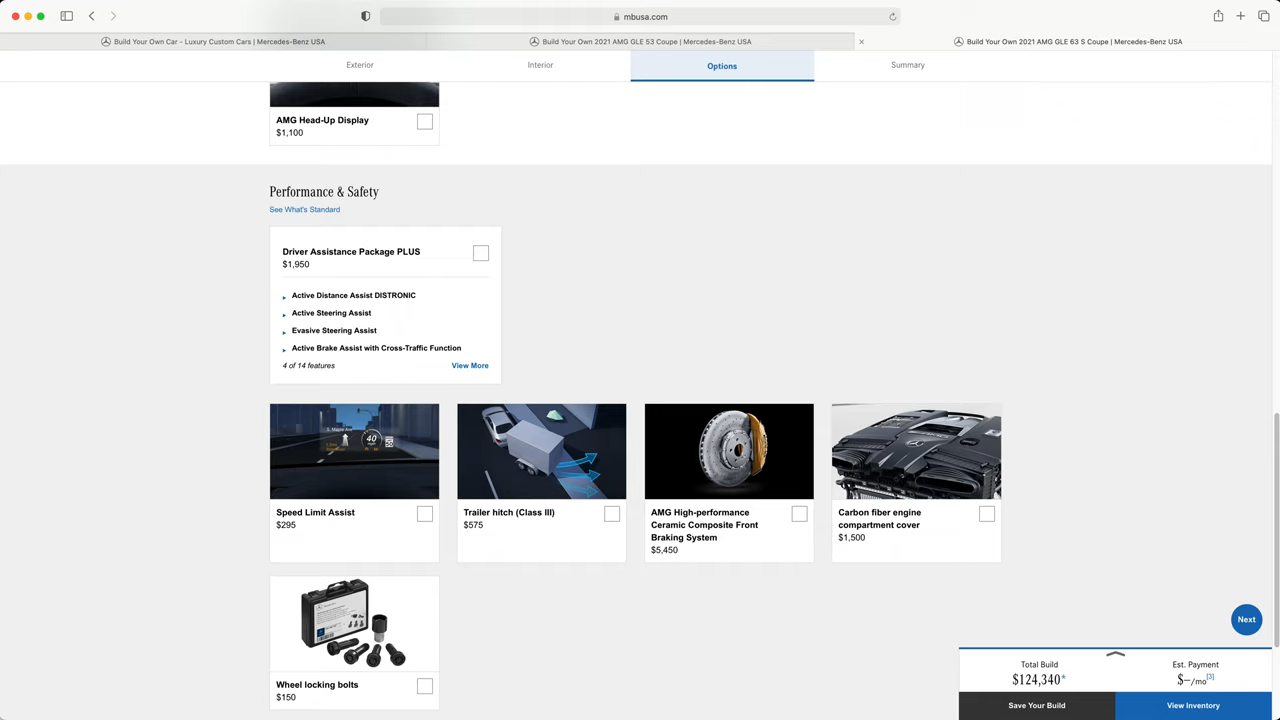 mbusa.com
Build Your Own Car - Luxury Custom Cars | Mercedes-Benz USA
Build Your Own 2021 AMG GLE 53 Coupe | Mercedes-Benz USA
Build Your Own 2021 AMG GLE 63 S Coupe | Mercedes-Benz USA
Exterior
Interior
Options
Summary
AMG Head-Up Display
$1,100
Performance & Safety
See What's Standard
Driver Assistance Package PLUS
$1,950
Active Distance Assist DISTRONIC
Active Steering Assist
Evasive Steering Assist
Active Brake Assist with Cross-Traffic Function
4 of 14 features
View More
S. Maple Ave
40
Speed Limit Assist
$295
Trailer hitch (Class III)
$575
AMG High-performance
Ceramic Composite Front
Braking System
$5,450
Carbon fiber engine
compartment cover
$1,500
Wheel locking bolts
$150
Next
Total Build
$124,340*
Est. Payment
$–/mo[3]
Save Your Build
View Inventory